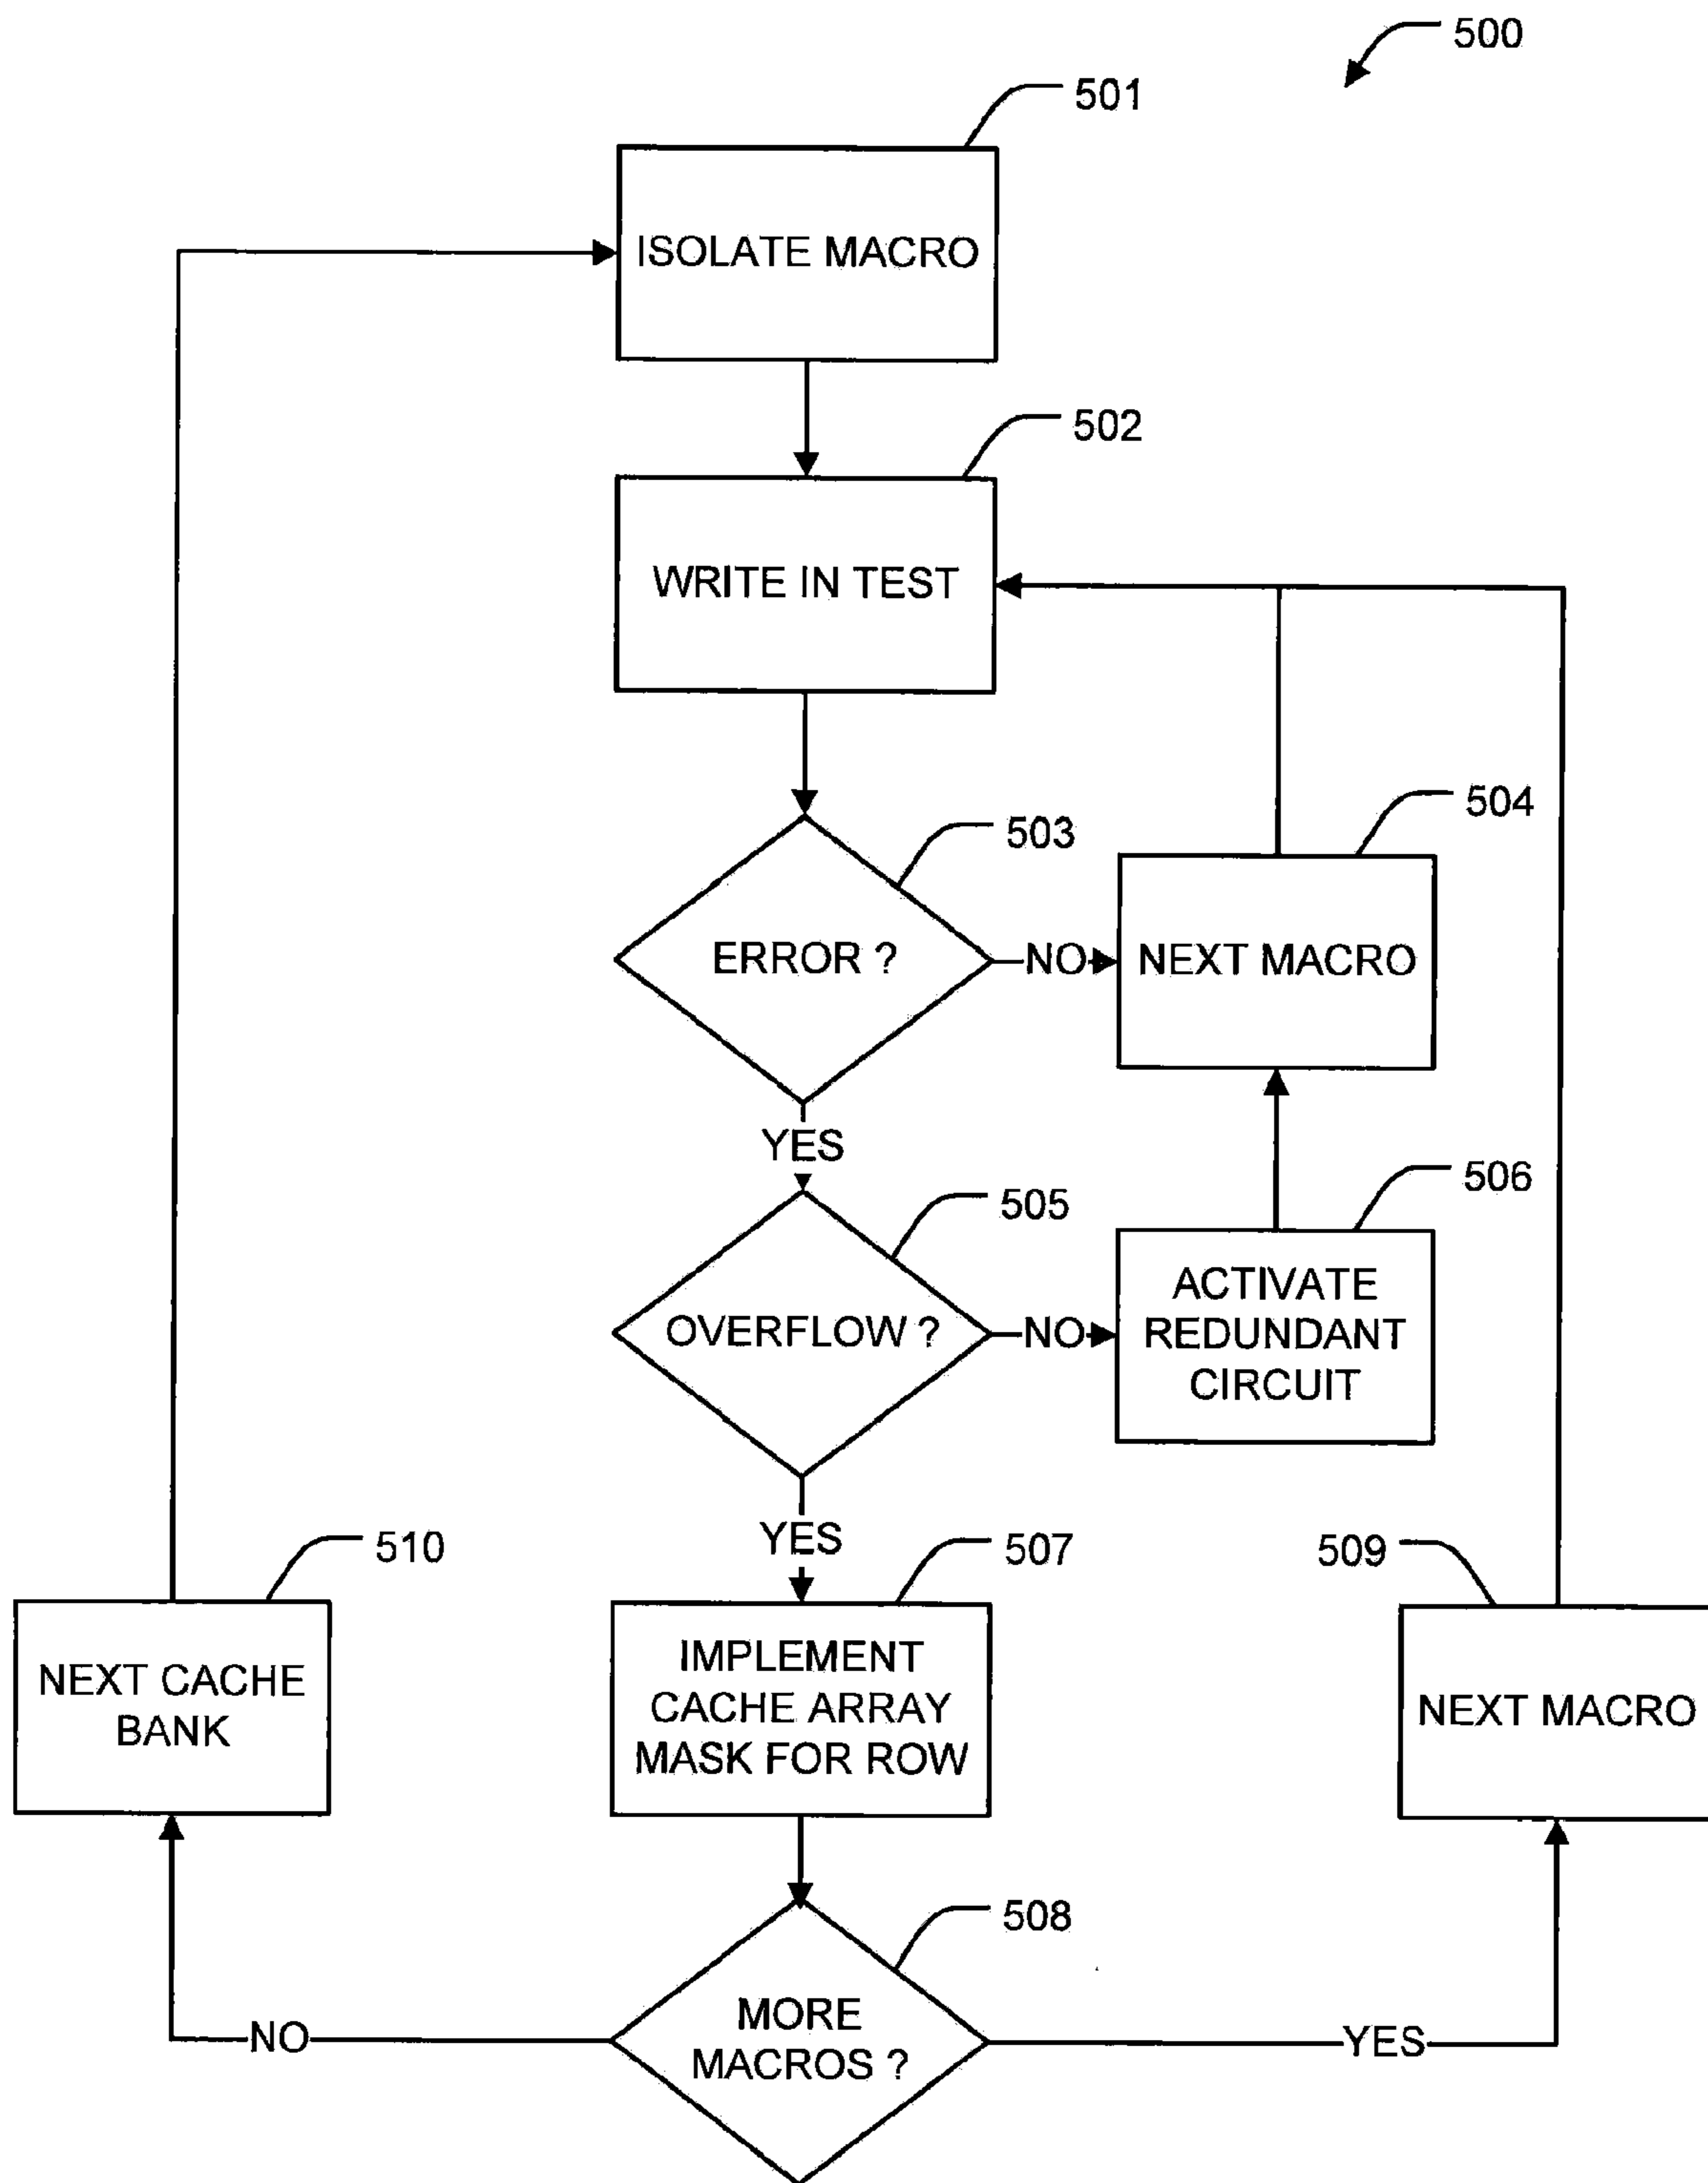 500
501
ISOLATE MACRO
502
WRITE IN TEST
503
ERROR ?
NO
504
NEXT MACRO
YES
505
OVERFLOW ?
NO
506
ACTIVATE
REDUNDANT
CIRCUIT
YES
507
IMPLEMENT
CACHE ARRAY
MASK FOR ROW
510
NEXT CACHE
BANK
509
NEXT MACRO
508
MORE
MACROS ?
NO
YES